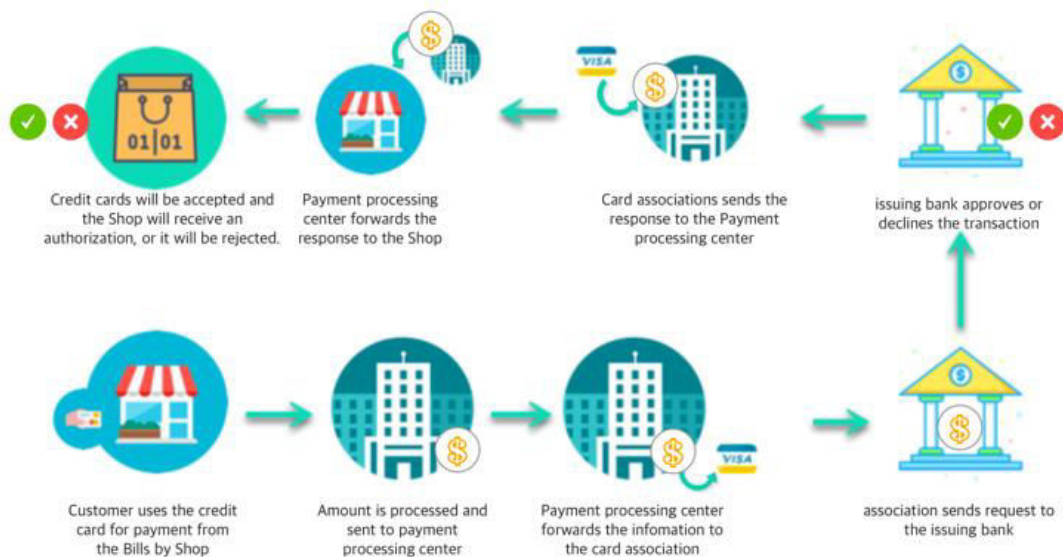 VISA
01|01
Credit cards will be accepted and
the Shop will receive an
authorization, or it will be rejected.
Payment processing
center forwards the
response to the Shop
Card associations sends the
response to the Payment
processing center
issuing bank approves or
declines the transaction
VISA
Customer uses the credit
card for payment from
the Bills by Shop
Amount is processed and
sent to payment
processing center
Payment processing center
forwards the infomation to
the card association
association sends request to
the issuing bank